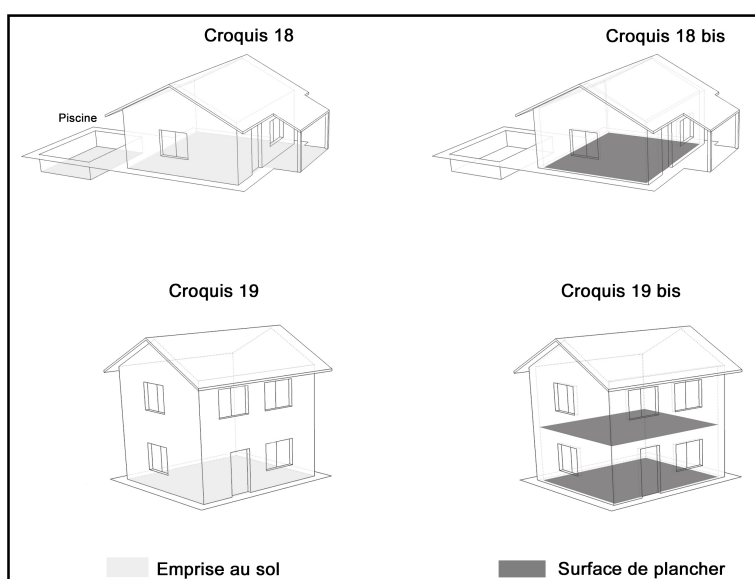 Croquis 18
Croquis 18 bis
Piscine
Croquis 19
Croquis 19 bis
Emprise au sol
Surface de plancher